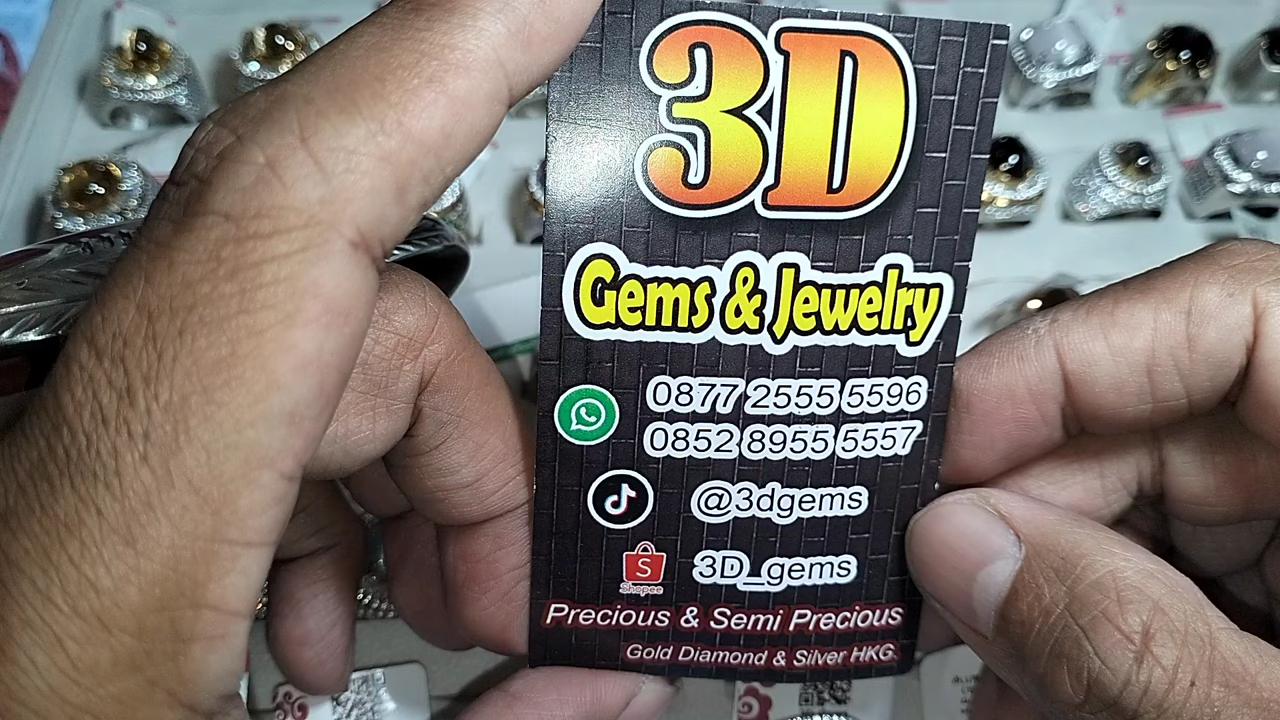 3D
Gems & Jewelry
0877 2555 5596
0852 8955 5557
@3dgems
3D_gems
S
Shopee
Precious & Semi Precious
Gold Diamond & Silver HKG.